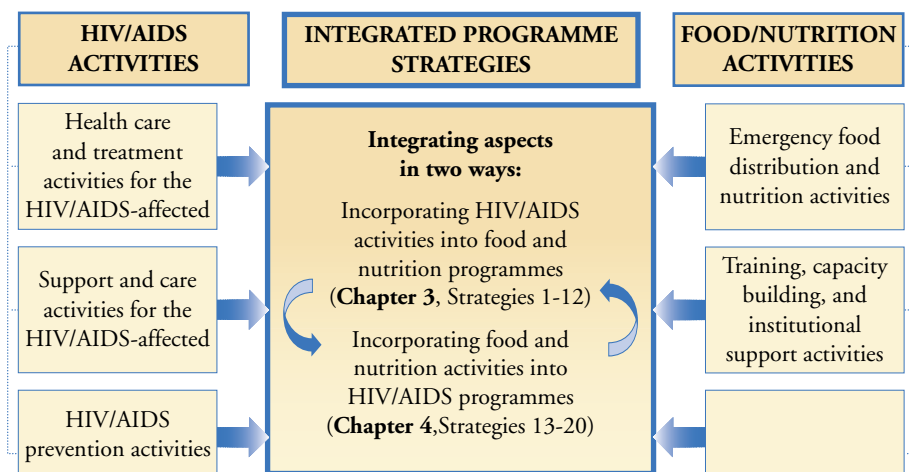 HIV/AIDS
ACTIVITIES
INTEGRATED PROGRAMME
STRATEGIES
FOOD/NUTRITION
ACTIVITIES
Health care
and treatment
activities for the
HIV/AIDS-affected
Support and care
activities for the
HIV/AIDS-affected
HIV/AIDS
prevention activities
Integrating aspects
in two ways:
Incorporating HIV/AIDS
activities into food and
nutrition programmes
(Chapter 3, Strategies 1-12)
Incorporating food and
nutrition activities into
HIV/AIDS programmes
(Chapter 4,Strategies 13-20)
Emergency food
distribution and
nutrition activities
Training, capacity
building, and
institutional
support activities